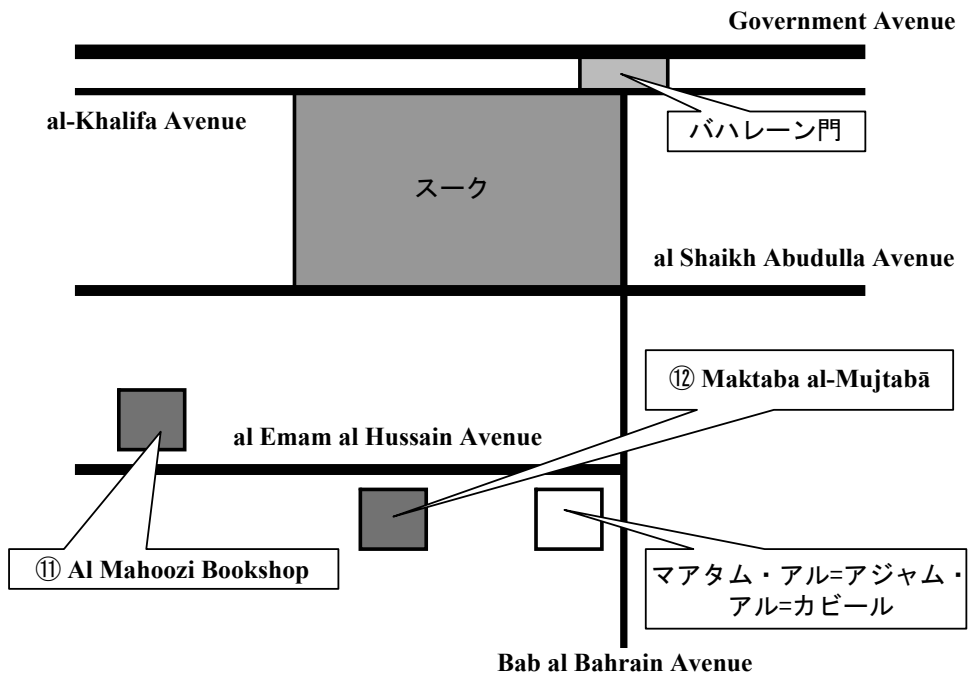 Government Avenue
al-Khalifa Avenue
バハレーン門
スーク
al Shaikh Abudulla Avenue
⑫ Maktaba al-Mujtabā
al Emam al Hussain Avenue
⑪ Al Mahoozi Bookshop
マアタム・アル=アジャム・
アル=カビール
Bab al Bahrain Avenue